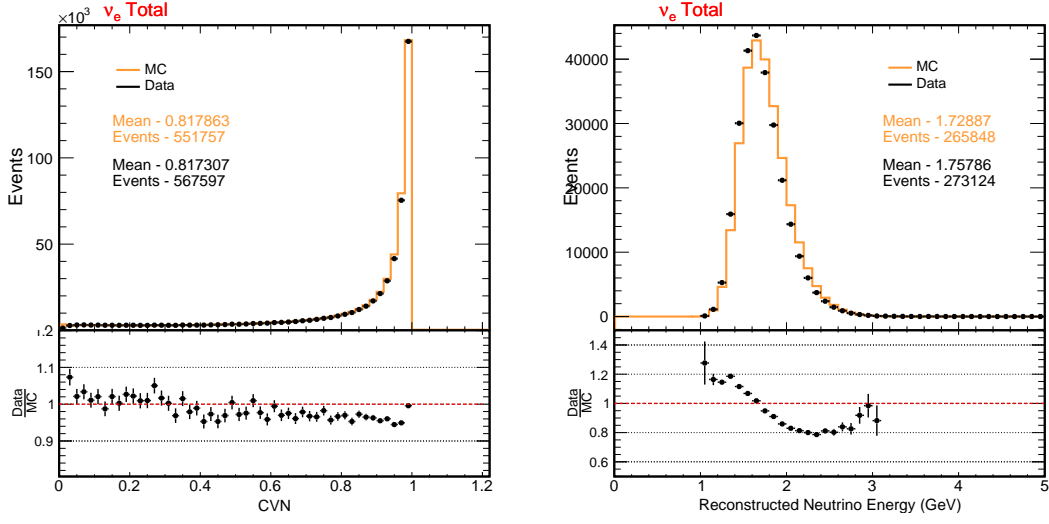 ν_e Total
×10³
MC
Data
Mean - 0.817863
Events - 551757
Mean - 0.817307
Events - 567597
Events
150
100
50
1.2
1.1
1
0.9
Data
MC
0
0.2
0.4
0.6
0.8
1
1.2
CVN
ν_e Total
MC
Data
Mean - 1.72887
Events - 265848
Mean - 1.75786
Events - 273124
Events
40000
30000
20000
10000
0
1.4
1.2
1
0.8
0.6
Data
MC
0
1
2
3
4
5
Reconstructed Neutrino Energy (GeV)